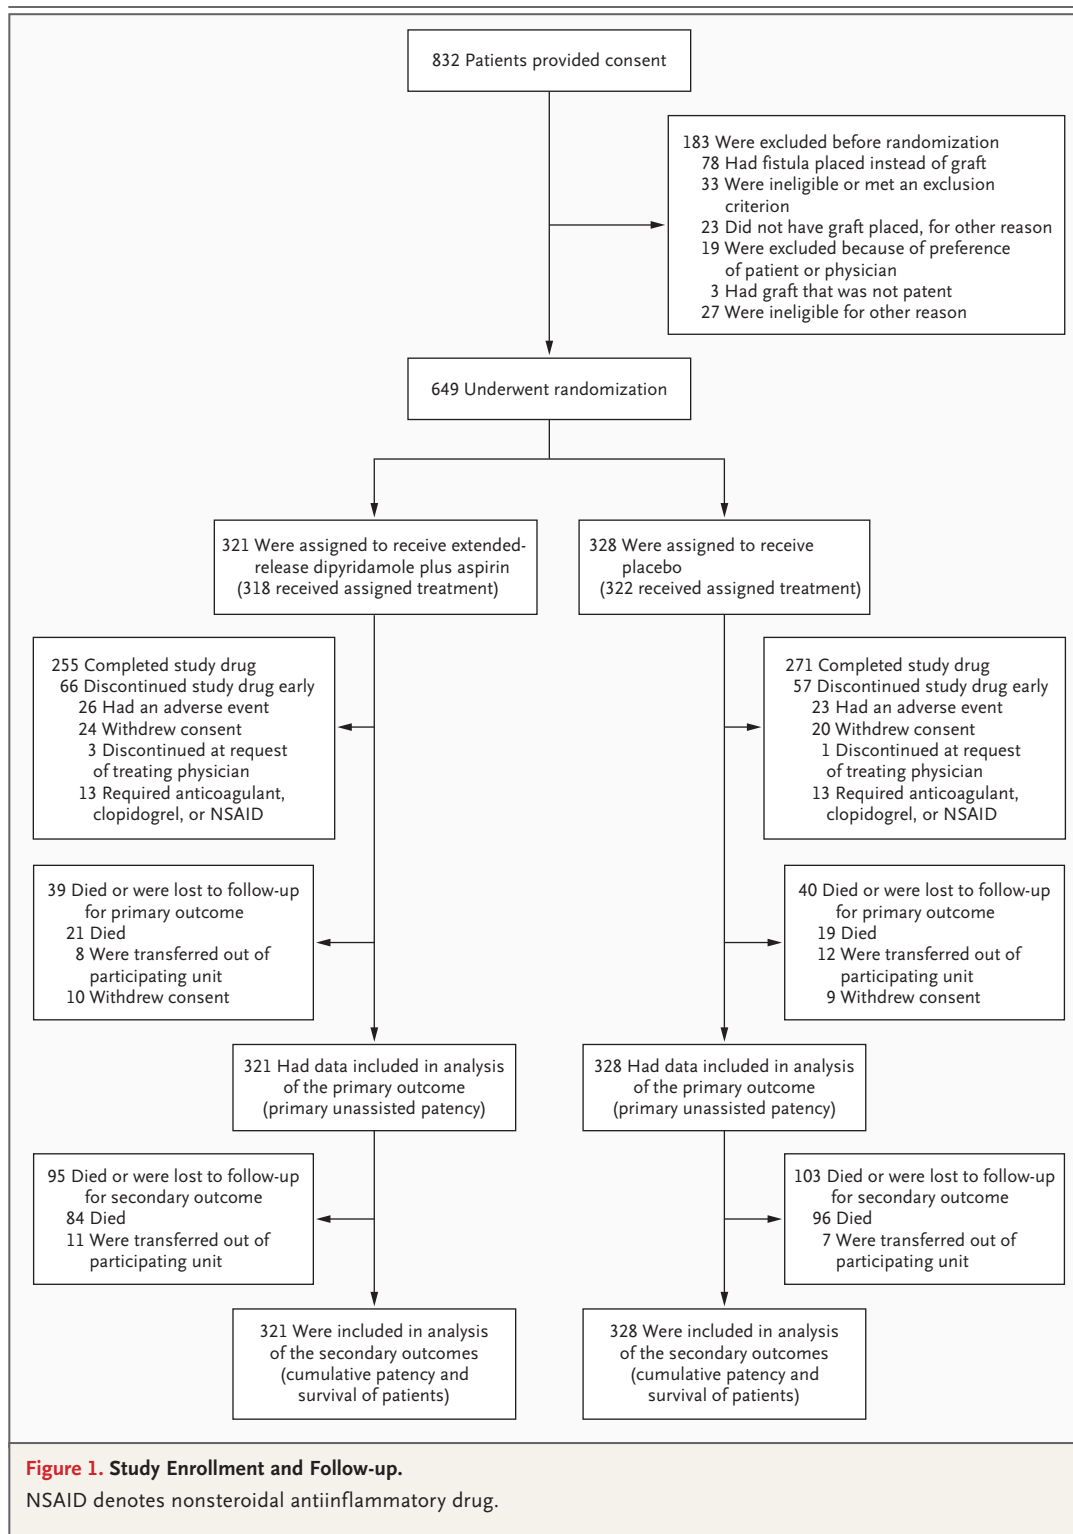 832 Patients provided consent
183 Were excluded before randomization
78 Had fistula placed instead of graft
33 Were ineligible or met an exclusion
criterion
23 Did not have graft placed, for other reason
19 Were excluded because of preference
of patient or physician
3 Had graft that was not patent
27 Were ineligible for other reason
649 Underwent randomization
321 Were assigned to receive extended-
release dipyridamole plus aspirin
(318 received assigned treatment)
328 Were assigned to receive
placebo
(322 received assigned treatment)
255 Completed study drug
66 Discontinued study drug early
26 Had an adverse event
24 Withdrew consent
3 Discontinued at request
of treating physician
13 Required anticoagulant,
clopidogrel, or NSAID
271 Completed study drug
57 Discontinued study drug early
23 Had an adverse event
20 Withdrew consent
1 Discontinued at request
of treating physician
13 Required anticoagulant,
clopidogrel, or NSAID
39 Died or were lost to follow-up
for primary outcome
21 Died
8 Were transferred out of
participating unit
10 Withdrew consent
40 Died or were lost to follow-up
for primary outcome
19 Died
12 Were transferred out of
participating unit
9 Withdrew consent
321 Had data included in analysis
of the primary outcome
(primary unassisted patency)
328 Had data included in analysis
of the primary outcome
(primary unassisted patency)
95 Died or were lost to follow-up
for secondary outcome
84 Died
11 Were transferred out of
participating unit
103 Died or were lost to follow-up
for secondary outcome
96 Died
7 Were transferred out of
participating unit
321 Were included in analysis
of the secondary outcomes
(cumulative patency and
survival of patients)
328 Were included in analysis
of the secondary outcomes
(cumulative patency and
survival of patients)
Figure 1. Study Enrollment and Follow-up.
NSAID denotes nonsteroidal antiinflammatory drug.